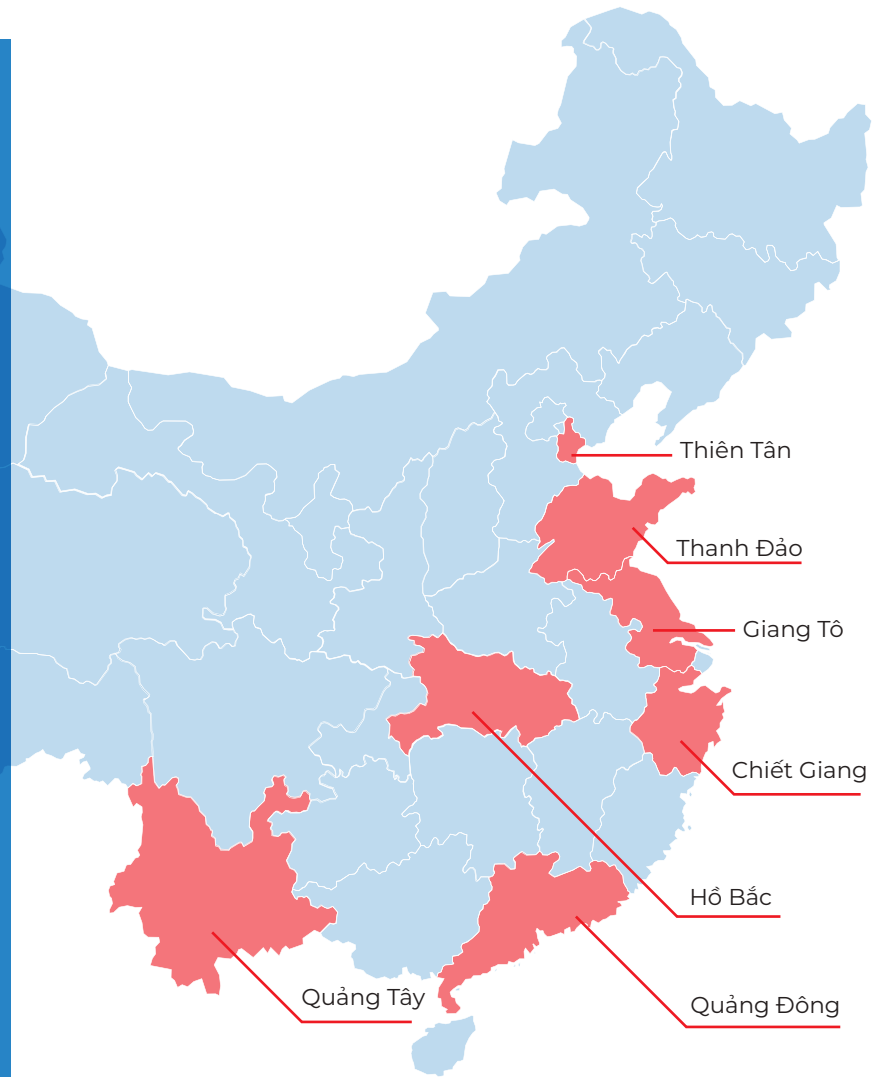 Thiên Tân
Thanh Đảo
Giang Tô
Chiết Giang
Hồ Bắc
Quảng Tây
Quảng Đông